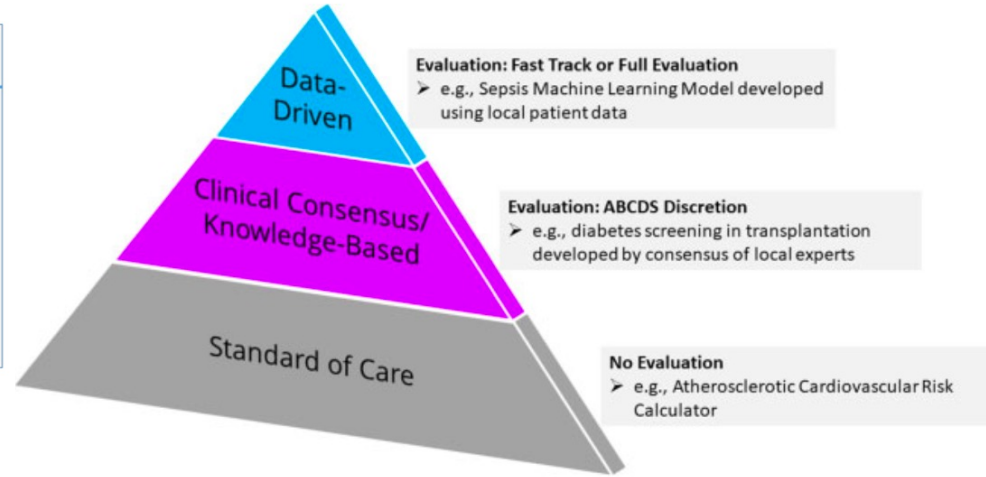 Data-
Driven
Evaluation: Fast Track or Full Evaluation
➤ e.g., Sepsis Machine Learning Model developed
using local patient data
Clinical Consensus/
Knowledge-Based
Evaluation: ABCDS Discretion
➤ e.g., diabetes screening in transplantation
developed by consensus of local experts
Standard of Care
No Evaluation
➤ e.g., Atherosclerotic Cardiovascular Risk
Calculator